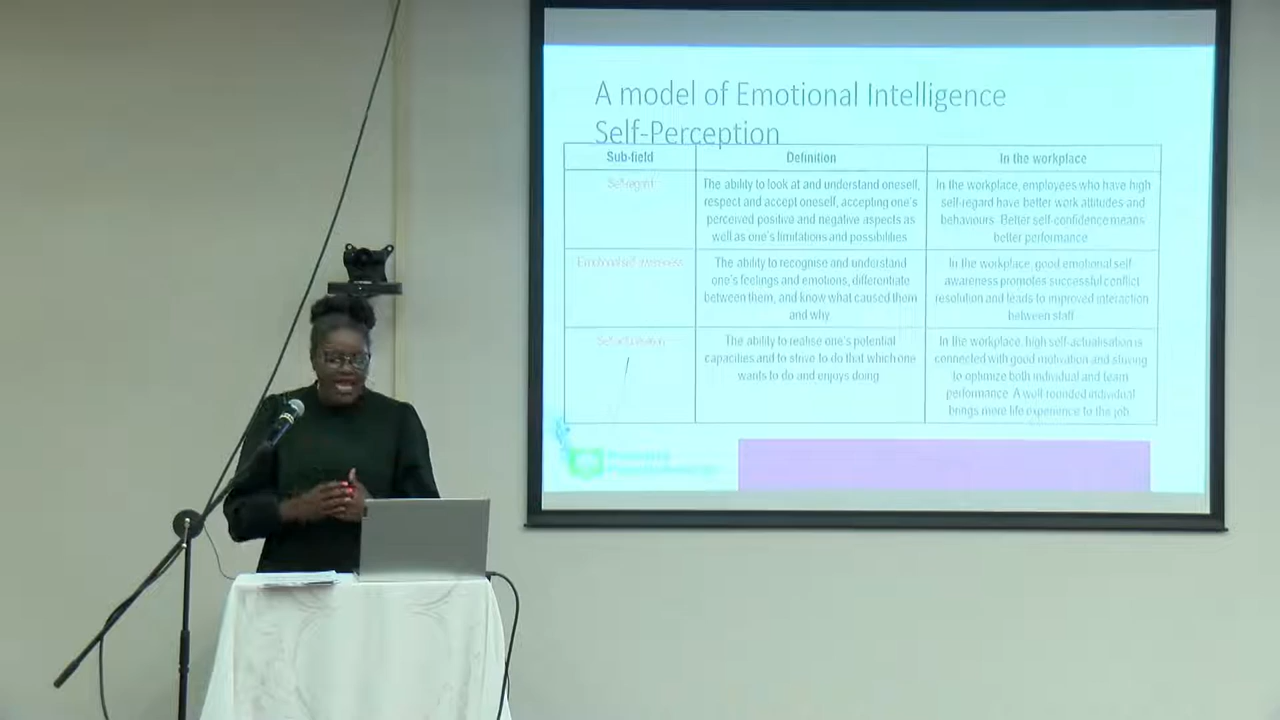 A model of Emotional Intelligence
Self-Perception
Sub-field
Definition
In the workplace
Self-regard
The ability to look at and understand oneself,
respect and accept oneself, accepting one's
perceived positive and negative aspects as
well as one's limitations and possibilities
In the workplace, employees who have high
self-regard have better work attitudes and
behaviours. Better self-confidence means
better performance
Emotional self-awareness
The ability to recognise and understand
one's feelings and emotions, differentiate
between them, and know what caused them
and why
In the workplace, good emotional self
awareness promotes successful conflict
resolution and leads to improved interaction
between staff
Self-actualisation
The ability to realise one's potential
capacities and to strive to do that which one
wants to do and enjoys doing
In the workplace, high self-actualisation is
connected with good motivation and striving
to optimize both individual and team
performance. A well rounded individual
brings more life experience to the job